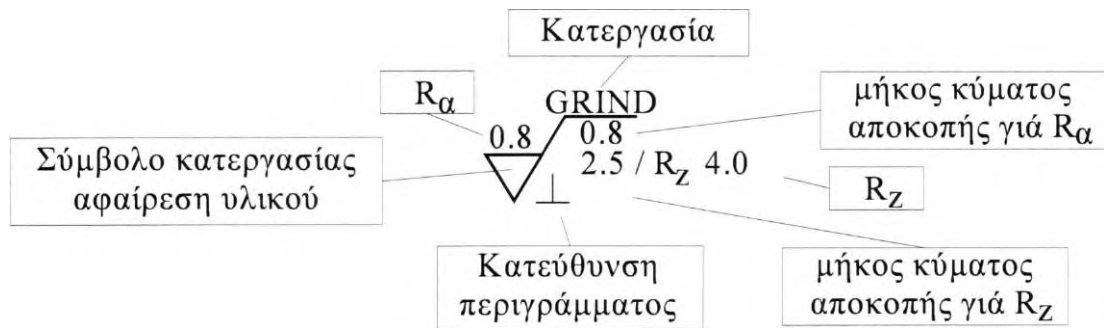 Κατεργασία
Rα
GRIND
0.8
0.8
2.5 / Rz 4.0
⊥
μήκος κύματος
αποκοπής γιά Rα
Σύμβολο κατεργασίας
αφαίρεση υλικού
Rz
Κατεύθυνση
περιγράμματος
μήκος κύματος
αποκοπής γιά Rz